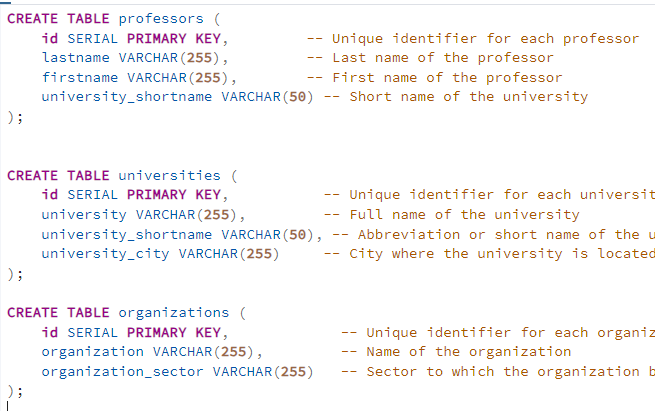 CREATE TABLE professors (
    id SERIAL PRIMARY KEY,         -- Unique identifier for each professor
    lastname VARCHAR(255),          -- Last name of the professor
    firstname VARCHAR(255),         -- First name of the professor
    university_shortname VARCHAR(50) -- Short name of the university
);
CREATE TABLE universities (
    id SERIAL PRIMARY KEY,           -- Unique identifier for each
    university VARCHAR(255),         -- Full name of the university
    university_shortname VARCHAR(50), -- Abbreviation or short name of the
    university_city VARCHAR(255)     -- City where the university is located
);
CREATE TABLE organizations (
    id SERIAL PRIMARY KEY,             -- Unique identifier for each
    organization VARCHAR(255),         -- Name of the organization
    organization_sector VARCHAR(255)   -- Sector to which the organization
);